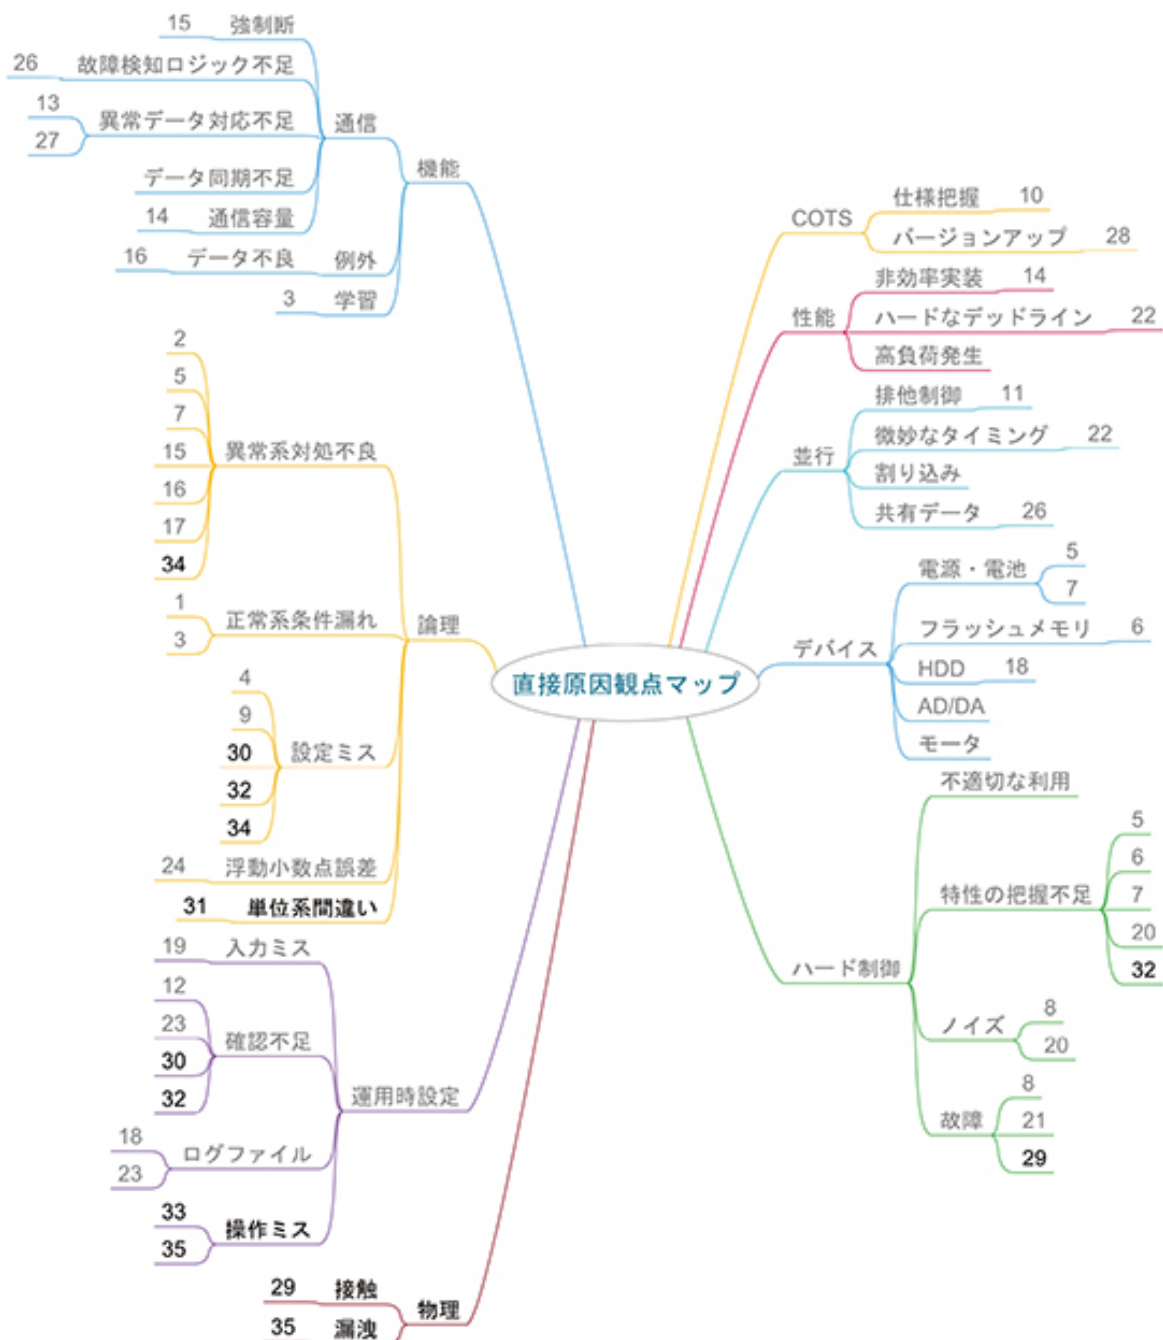 直接原因観点マップ
機能
通信
強制断
15
故障検知ロジック不足
26
異常データ対応不足
13
27
データ同期不足
通信容量
14
例外
データ不良
16
学習
3
論理
異常系対処不良
2
5
7
15
16
17
34
正常系条件漏れ
1
3
設定ミス
4
9
30
32
34
浮動小数点誤差
24
単位系間違い
31
運用時設定
入力ミス
19
確認不足
12
23
30
32
ログファイル
18
23
操作ミス
33
35
物理
接触
29
漏洩
35
COTS
仕様把握
10
バージョンアップ
28
性能
非効率実装
14
ハードなデッドライン
22
高負荷発生
並行
排他制御
11
微妙なタイミング
22
割り込み
共有データ
26
デバイス
電源・電池
5
7
フラッシュメモリ
6
HDD
18
AD/DA
モータ
ハード制御
不適切な利用
特性の把握不足
5
6
7
20
32
ノイズ
8
20
故障
8
21
29